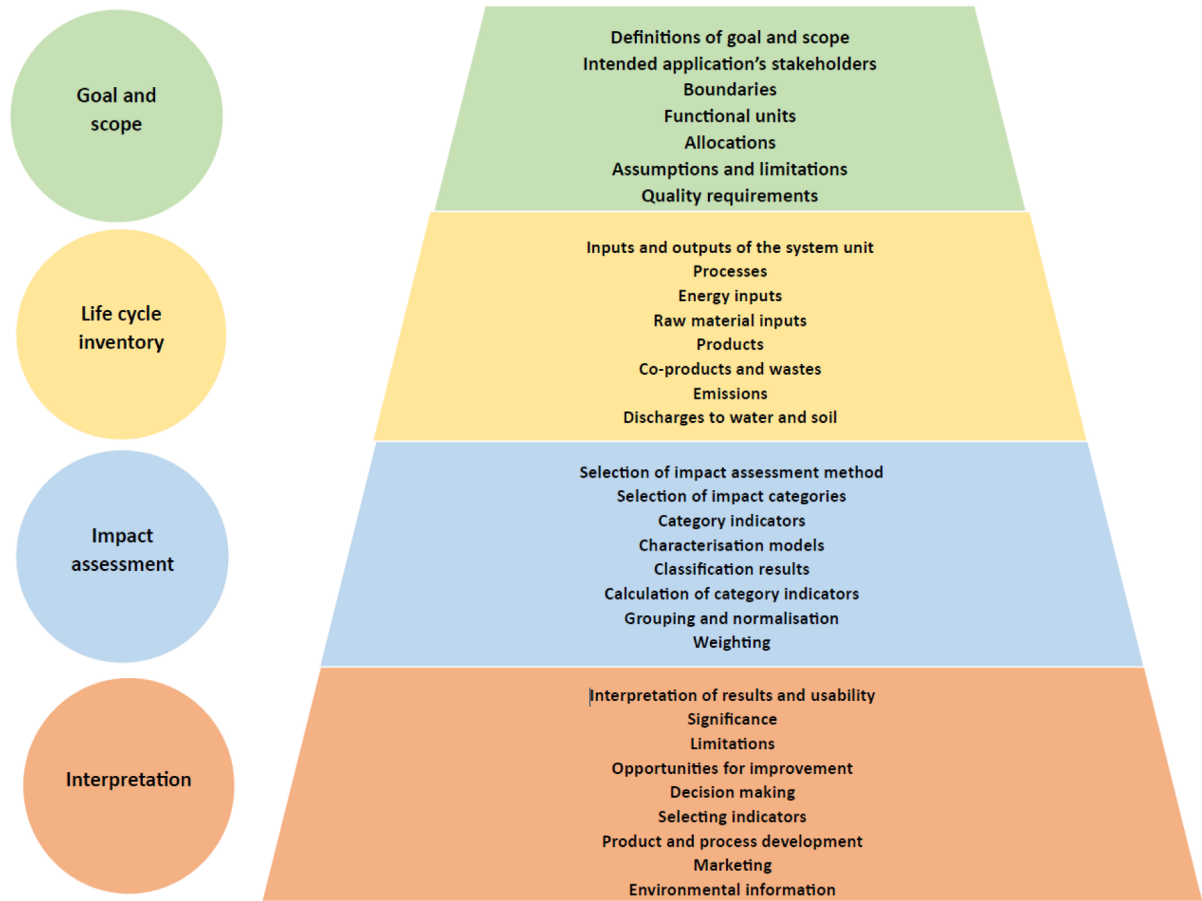 Goal and
scope
Definitions of goal and scope
Intended application's stakeholders
Boundaries
Functional units
Allocations
Assumptions and limitations
Quality requirements
Life cycle
inventory
Inputs and outputs of the system unit
Processes
Energy inputs
Raw material inputs
Products
Co-products and wastes
Emissions
Discharges to water and soil
Impact
assessment
Selection of impact assessment method
Selection of impact categories
Category indicators
Characterisation models
Classification results
Calculation of category indicators
Grouping and normalisation
Weighting
Interpretation
Interpretation of results and usability
Significance
Limitations
Opportunities for improvement
Decision making
Selecting indicators
Product and process development
Marketing
Environmental information